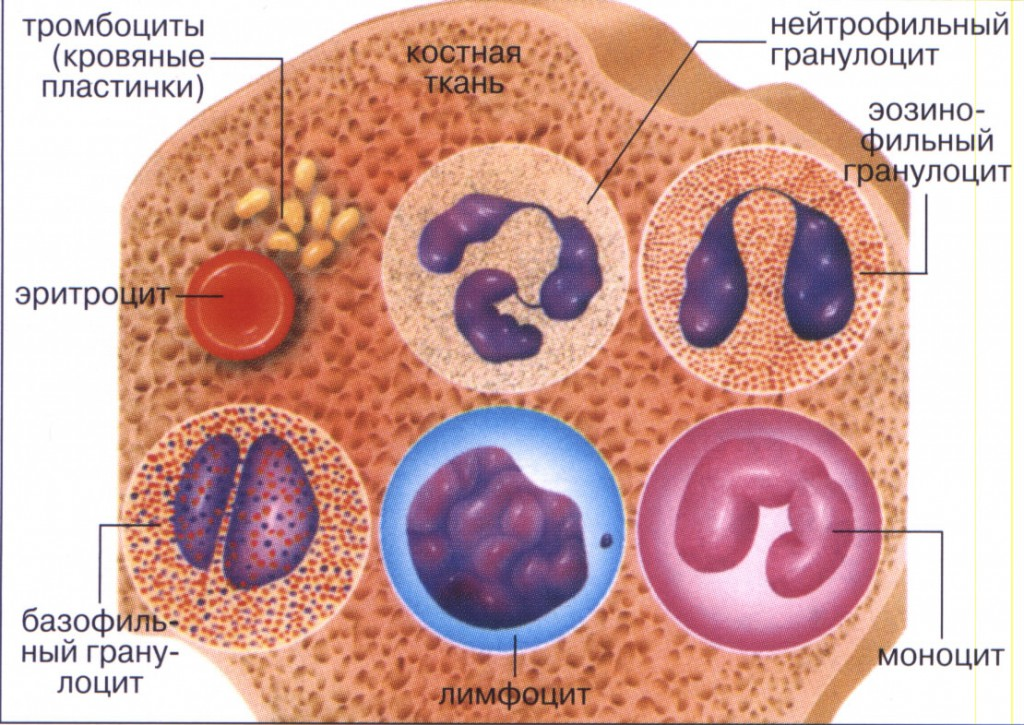 тромбоциты
(кровяные
пластинки)
костная
ткань
нейтрофильный
гранулоцит
эозино-
фильный
гранулоцит
эритроцит
базофиль-
ный грану-
лоцит
лимфоцит
моноцит